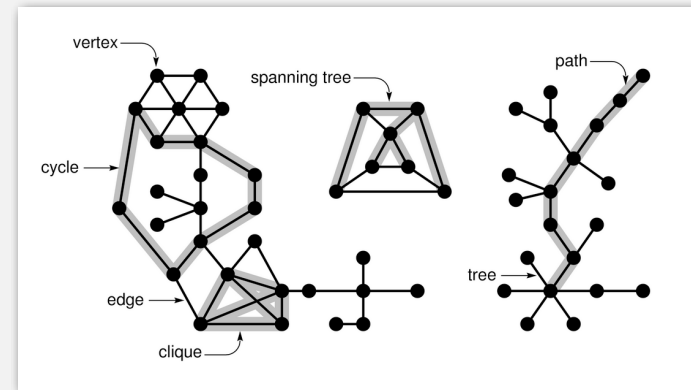 vertex
spanning tree
path
cycle
tree
edge
clique